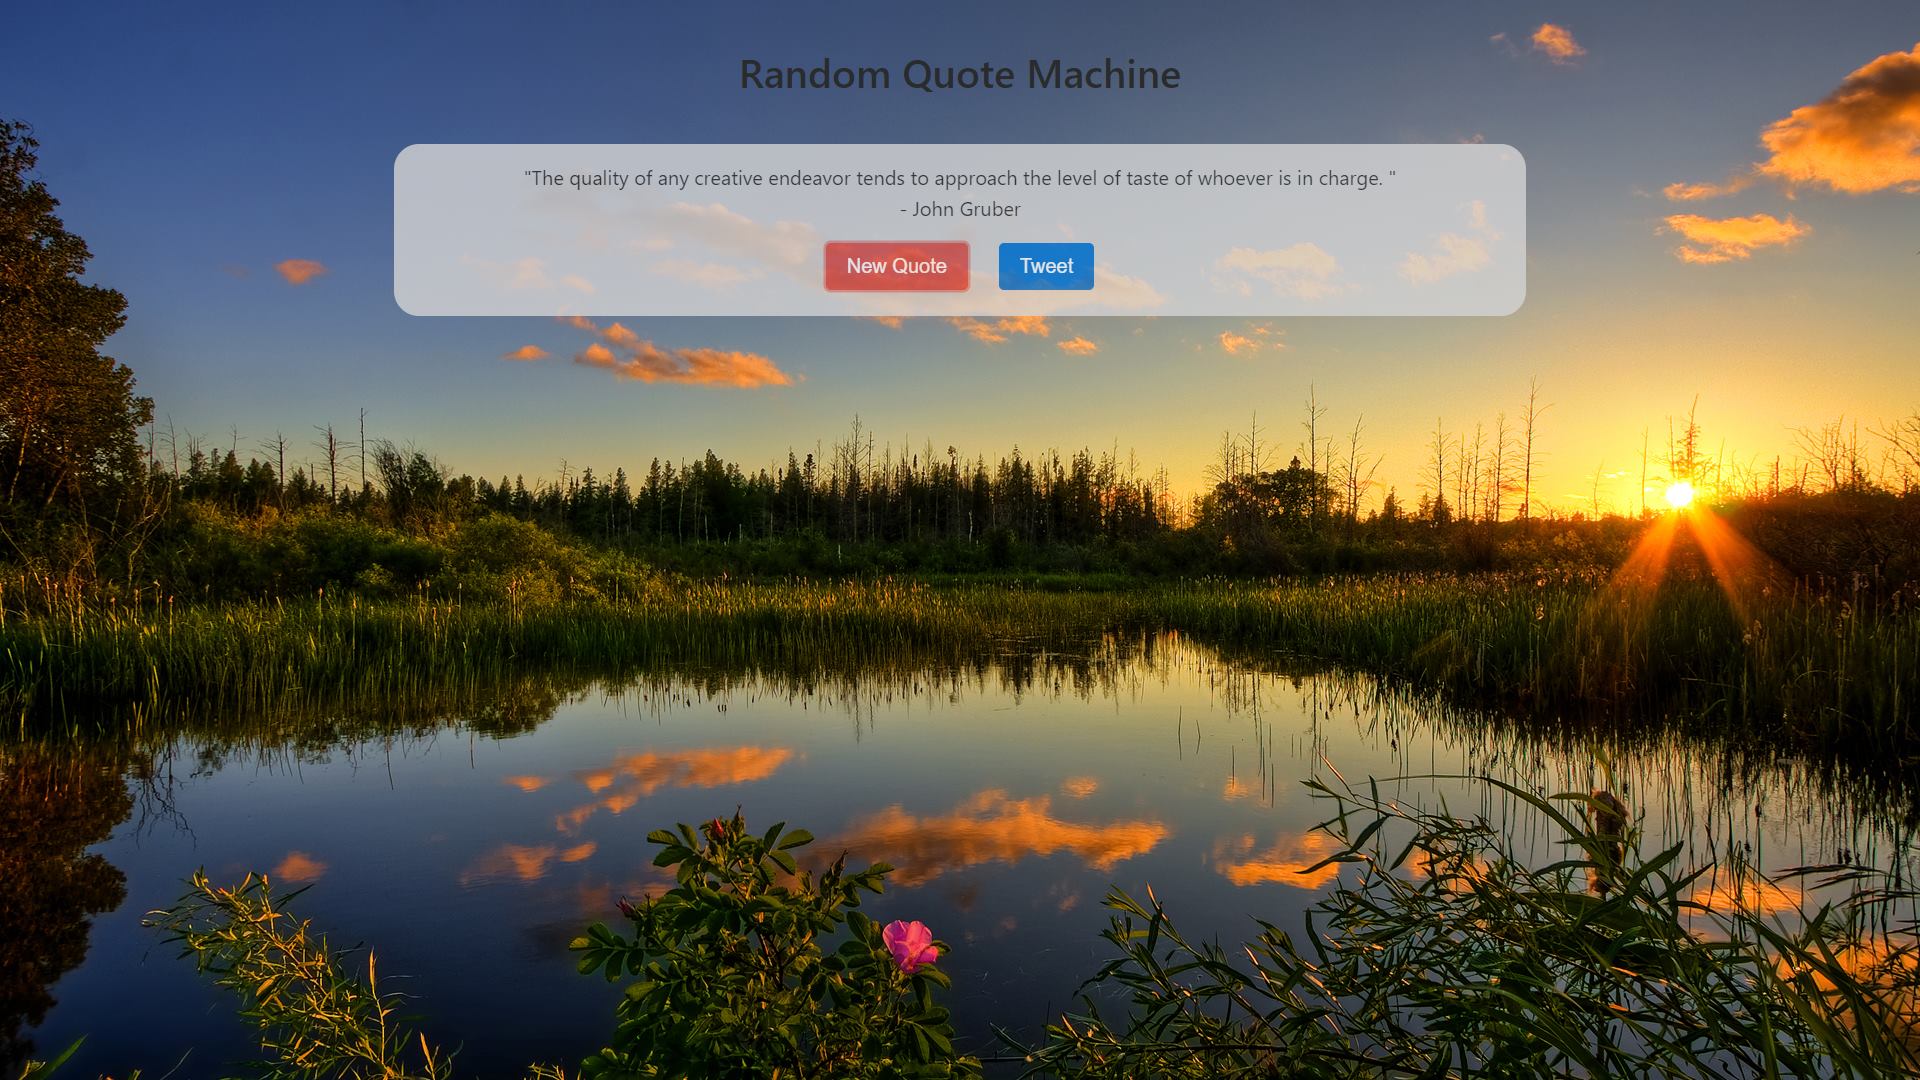 Random Quote Machine
"The quality of any creative endeavor tends to approach the level of taste of whoever is in charge. "
- John Gruber
New Quote
Tweet